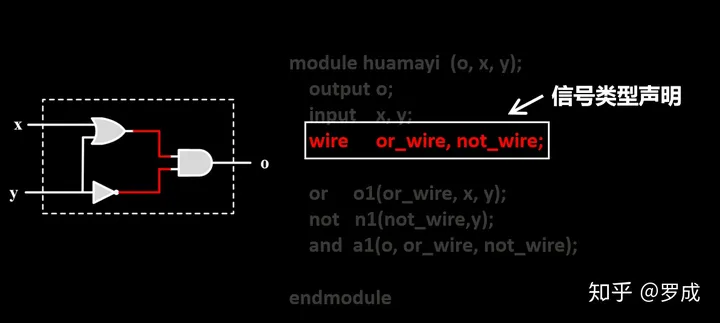 module huamayi (o, x, y);
output o;
input x, y;
信号类型声明
wire or_wire, not_wire;
x
y
o
or o1(or_wire, x, y);
not n1(not_wire,y);
and a1(o, or_wire, not_wire);
endmodule
知乎 @罗成